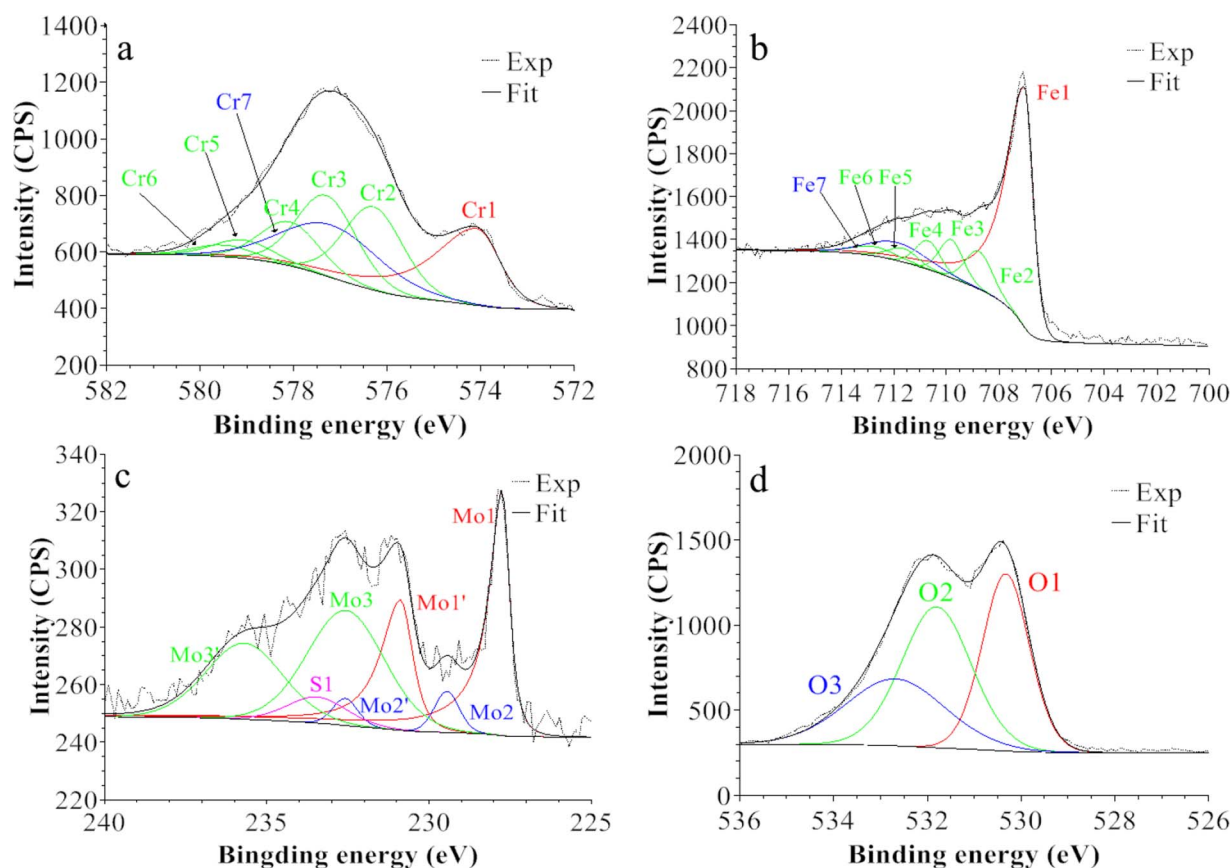 a
Exp
Fit
Cr7
Cr5
Cr6
Cr4
Cr3
Cr2
Cr1
Intensity (CPS)
1400
1200
1000
800
600
400
200
582 580 578 576 574 572
Binding energy (eV)
b
Exp
Fit
Fe1
Fe7
Fe6
Fe5
Fe4
Fe3
Fe2
Intensity (CPS)
2400
2200
2000
1800
1600
1400
1200
1000
800
718 716 714 712 710 708 706 704 702 700
Binding energy (eV)
c
Exp
Fit
Mo1
Mo1'
Mo3
Mo3'
S1
Mo2'
Mo2
Intensity (CPS)
340
320
300
280
260
240
220
240 235 230 225
Bingding energy (eV)
d
Exp
Fit
O1
O2
O3
Intensity (CPS)
2000
1500
1000
500
0
536 534 532 530 528 526
Binding energy (eV)